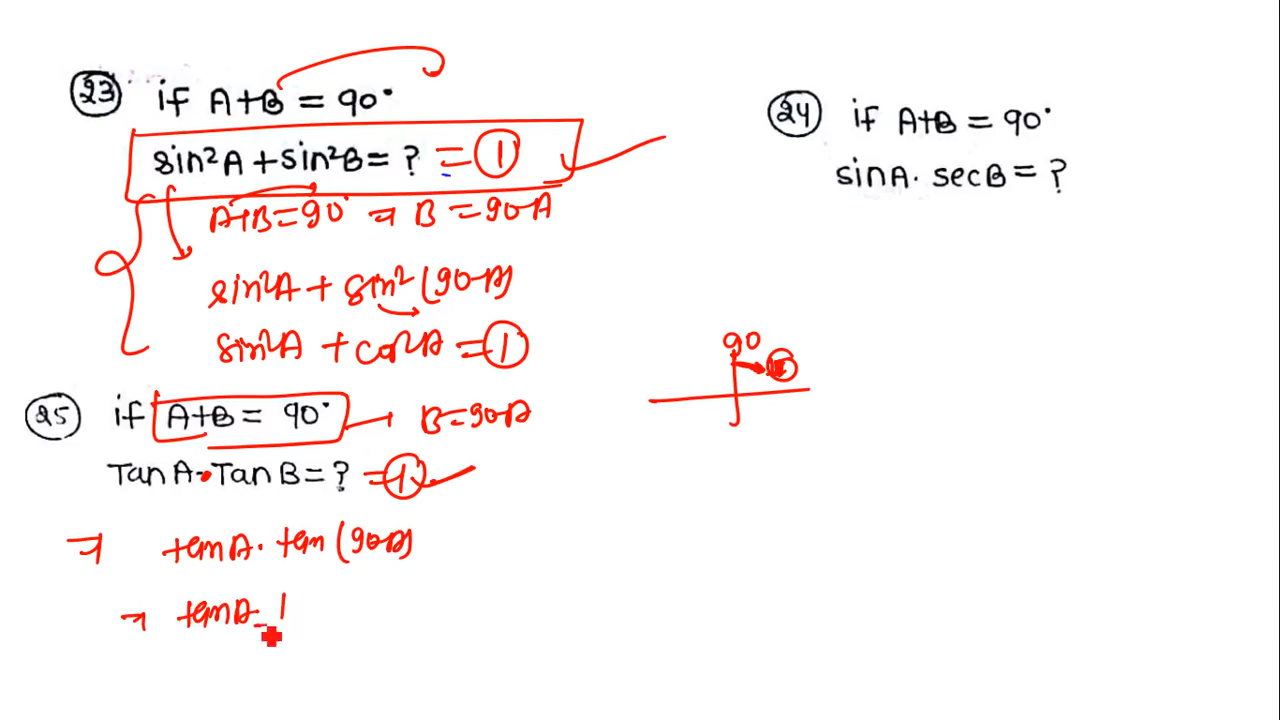 23 if A+B = 90°
sin²A + sin²B = ? = 1
A+B=90° ⇒ B = 90-A
sin²A + sin²(90-A)
sin²A + cos²A = 1
24 if A+B = 90°
sinA. secB = ?
90
25 if A+B = 90° → B=90-A
TanA.TanB = ? = 1
⇒ tanA. tan(90-A)
⇒ tanA. 1